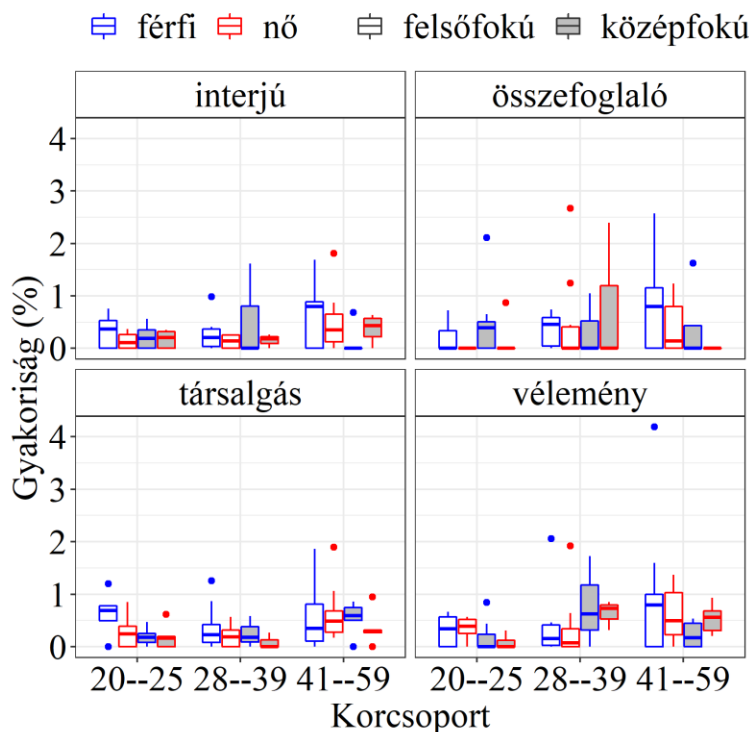 férfi nő felsőfokú középfokú
interjú összefoglaló
4
3
2
1
0
társalgás vélemény
4
3
2
1
0
Gyakoriság (%)
20--25 28--39 41--59 20--25 28--39 41--59
Korcsoport